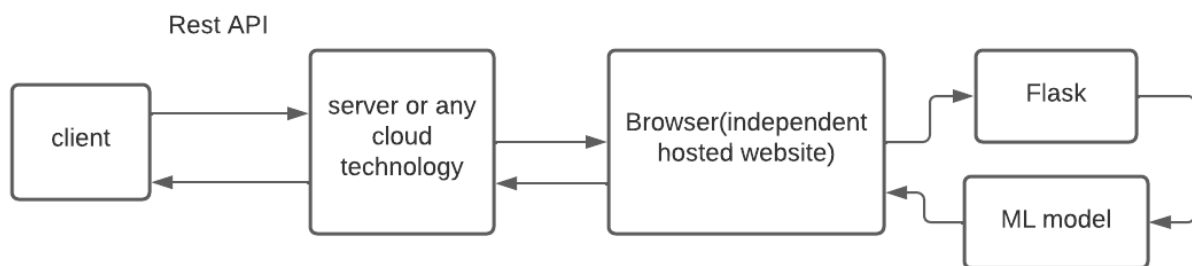 Rest API
client
server or any
cloud
technology
Browser(independent
hosted website)
Flask
ML model